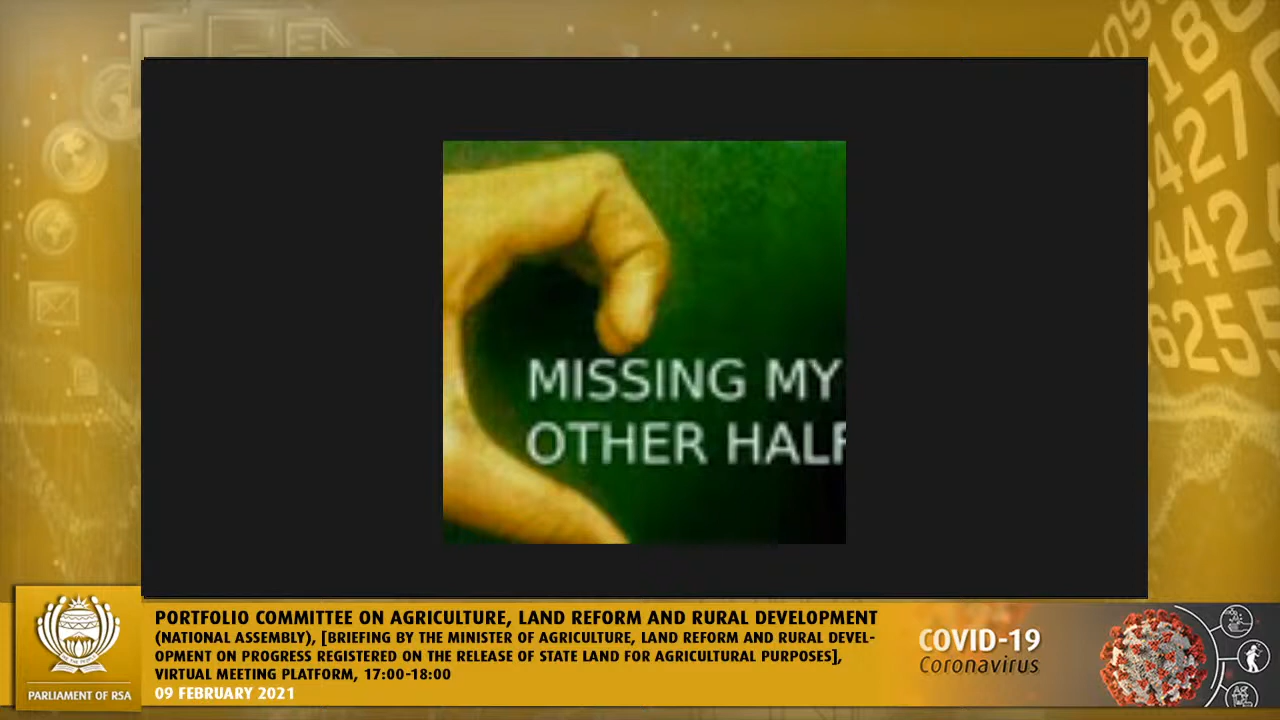 MISSING MY
OTHER HALF
PORTFOLIO COMMITTEE ON AGRICULTURE, LAND REFORM AND RURAL DEVELOPMENT
(NATIONAL ASSEMBLY), [BRIEFING BY THE MINISTER OF AGRICULTURE, LAND REFORM AND RURAL DEVEL-
OPMENT ON PROGRESS REGISTERED ON THE RELEASE OF STATE LAND FOR AGRICULTURAL PURPOSES],
VIRTUAL MEETING PLATFORM, 17:00-18:00
09 FEBRUARY 2021
PARLIAMENT OF RSA
COVID-19
Coronavirus